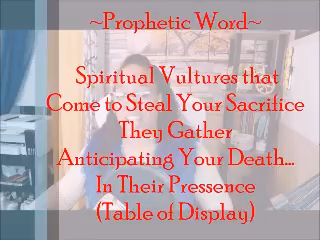 ~Prophetic Word~
Spiritual Vultures that
Come to Steal Your Sacrifice
They Gather
Anticipating Your Death...
In Their Pressence
(Table of Display)